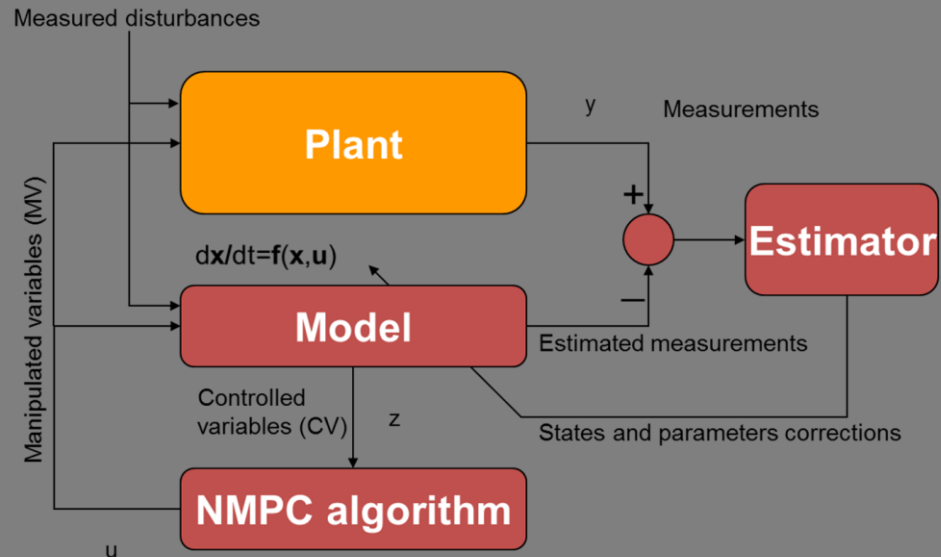 Measured disturbances
Plant
y
Measurements
Manipulated variables (MV)
+
Estimator
dx/dt=f(x,u)
Model
–
Estimated measurements
Controlled
variables (CV)
z
States and parameters corrections
NMPC algorithm
u